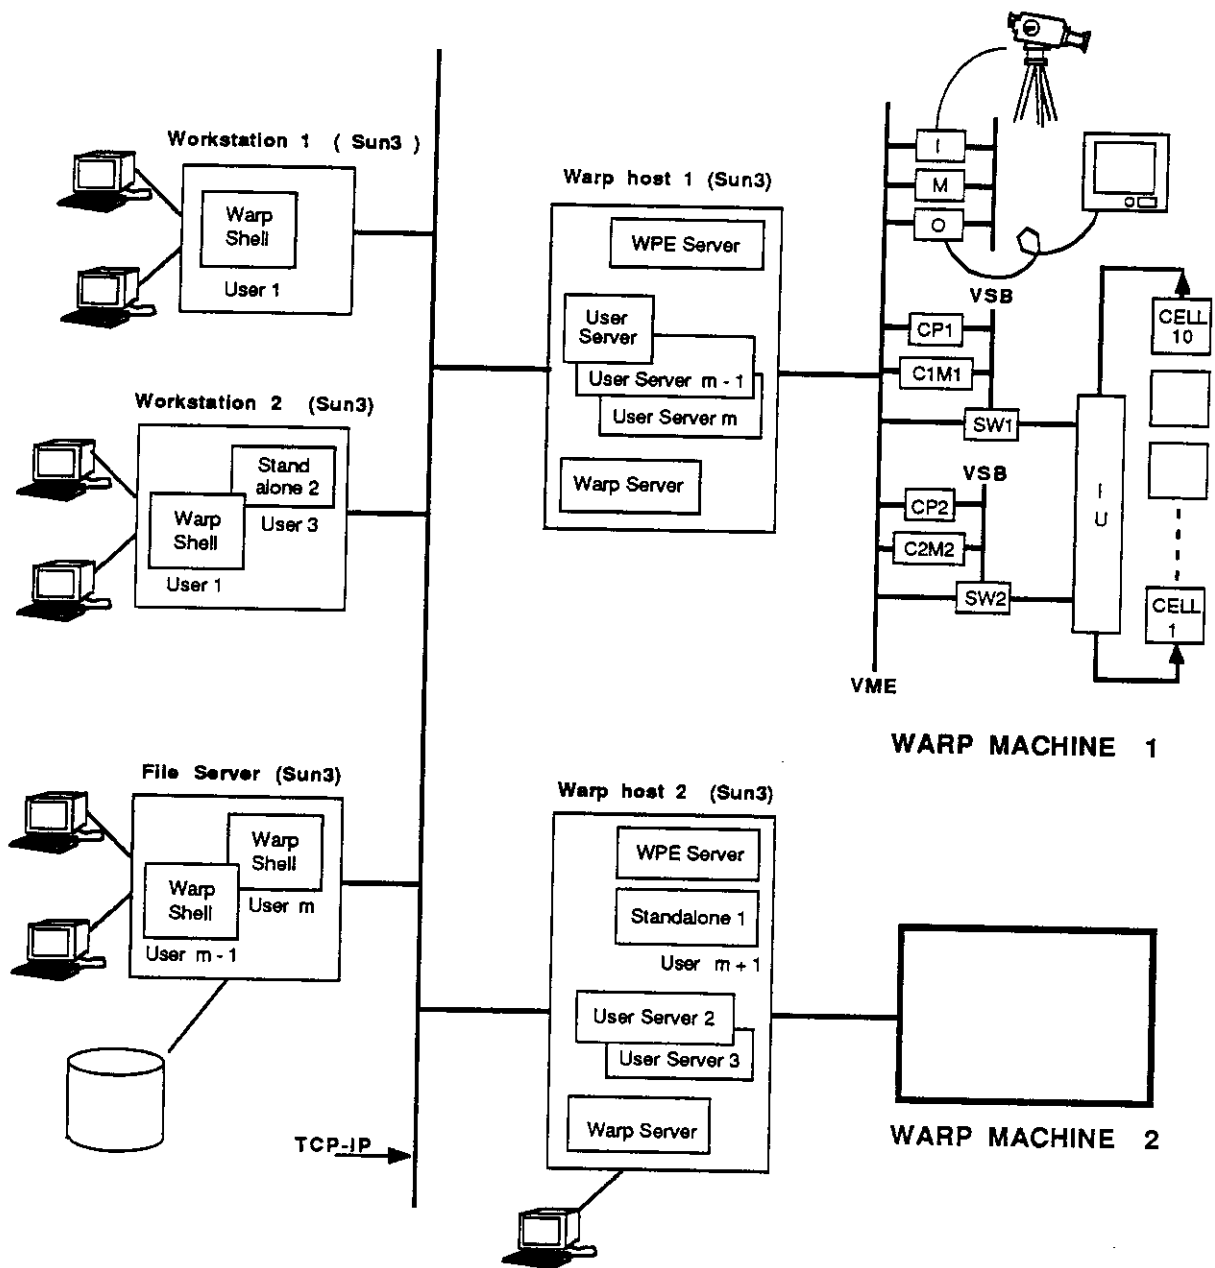 Workstation 1 ( Sun3 )
Warp
Shell
User 1
Workstation 2 (Sun3)
Stand
alone 2
User 3
Warp
Shell
User 1
File Server (Sun3)
Warp
Shell
User m
Warp
Shell
User m - 1
TCP-IP
Warp host 1 (Sun3)
WPE Server
User
Server
User Server m - 1
User Server m
Warp Server
Warp host 2 (Sun3)
WPE Server
Standalone 1
User m + 1
User Server 2
User Server 3
Warp Server
I
M
O
VSB
CP1
C1M1
SW1
VSB
CP2
C2M2
SW2
VME
I
U
CELL
10
CELL
1
WARP MACHINE 1
WARP MACHINE 2